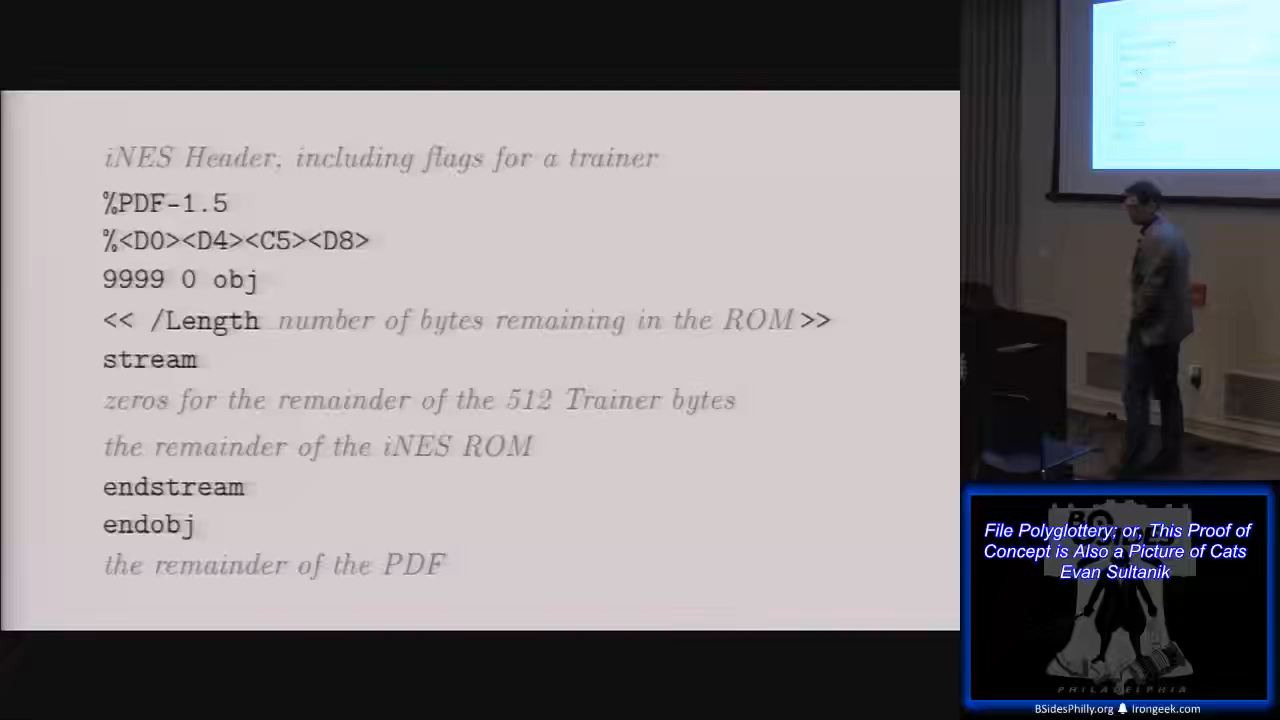 iNES Header, including flags for a trainer
%PDF-1.5
%<D0><D4><C5><D8>
9999 0 obj
<< /Length number of bytes remaining in the ROM >>
stream
zeros for the remainder of the 512 Trainer bytes
the remainder of the iNES ROM
endstream
endobj
the remainder of the PDF
File Polyglottery; or, This Proof of
Concept is Also a Picture of Cats
Evan Sultanik
PHILADELPHIA
BSidesPhilly.org Irongeek.com